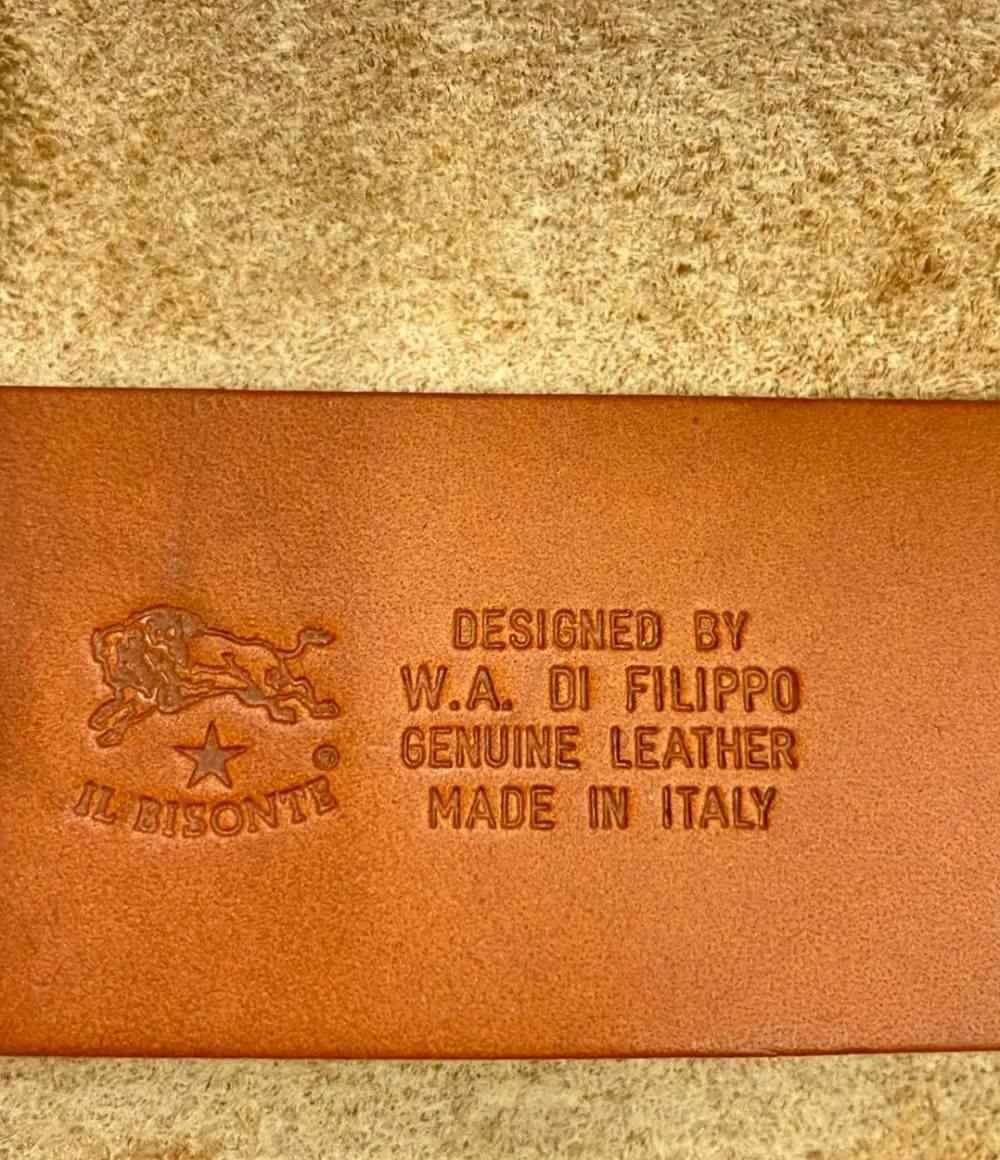 IL BISONTE
®
DESIGNED BY
W.A. DI FILIPPO
GENUINE LEATHER
MADE IN ITALY